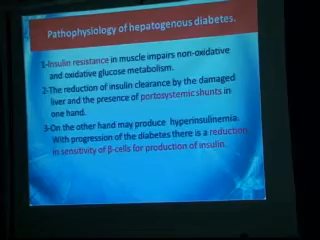 Pathophysiology of hepatogenous diabetes.
1-Insulin resistance in muscle impairs non-oxidative
and oxidative glucose metabolism.
2-The reduction of insulin clearance by the damaged
liver and the presence of portosystemic shunts in
one hand.
3-On the other hand may produce hyperinsulinemia.
With progression of the diabetes there is a reduction
in sensitivity of β-cells for production of insulin.